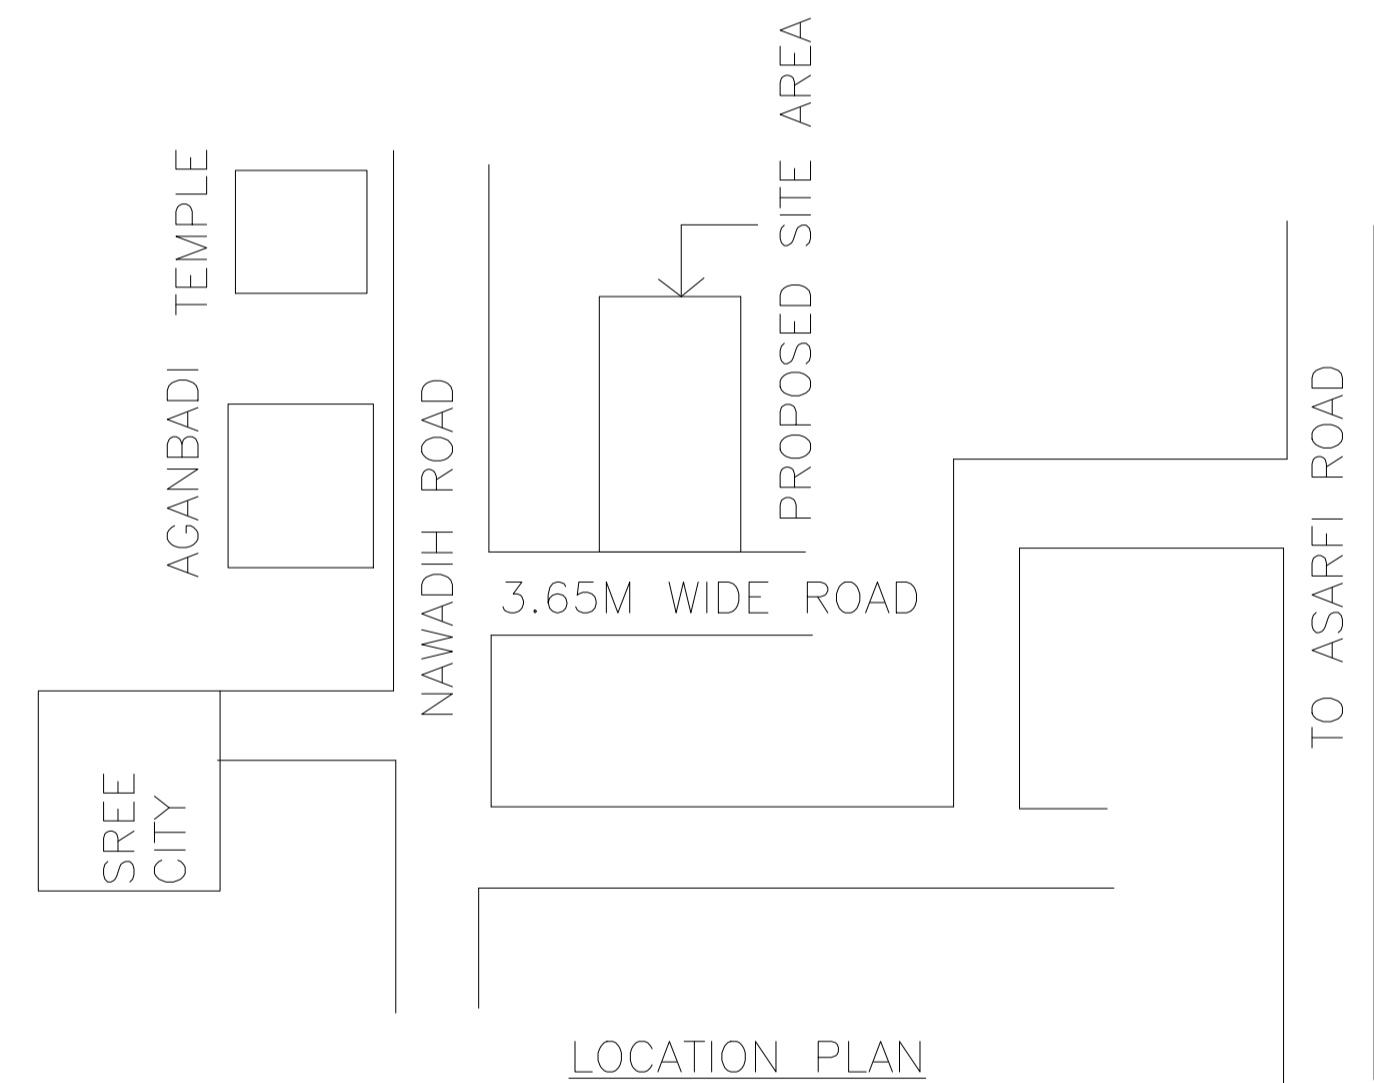 TEMPLE
AGANBADI
NAWADIH ROAD
PROPOSED SITE AREA
3.65M WIDE ROAD
TO ASARFI ROAD
SREE
CITY
LOCATION PLAN